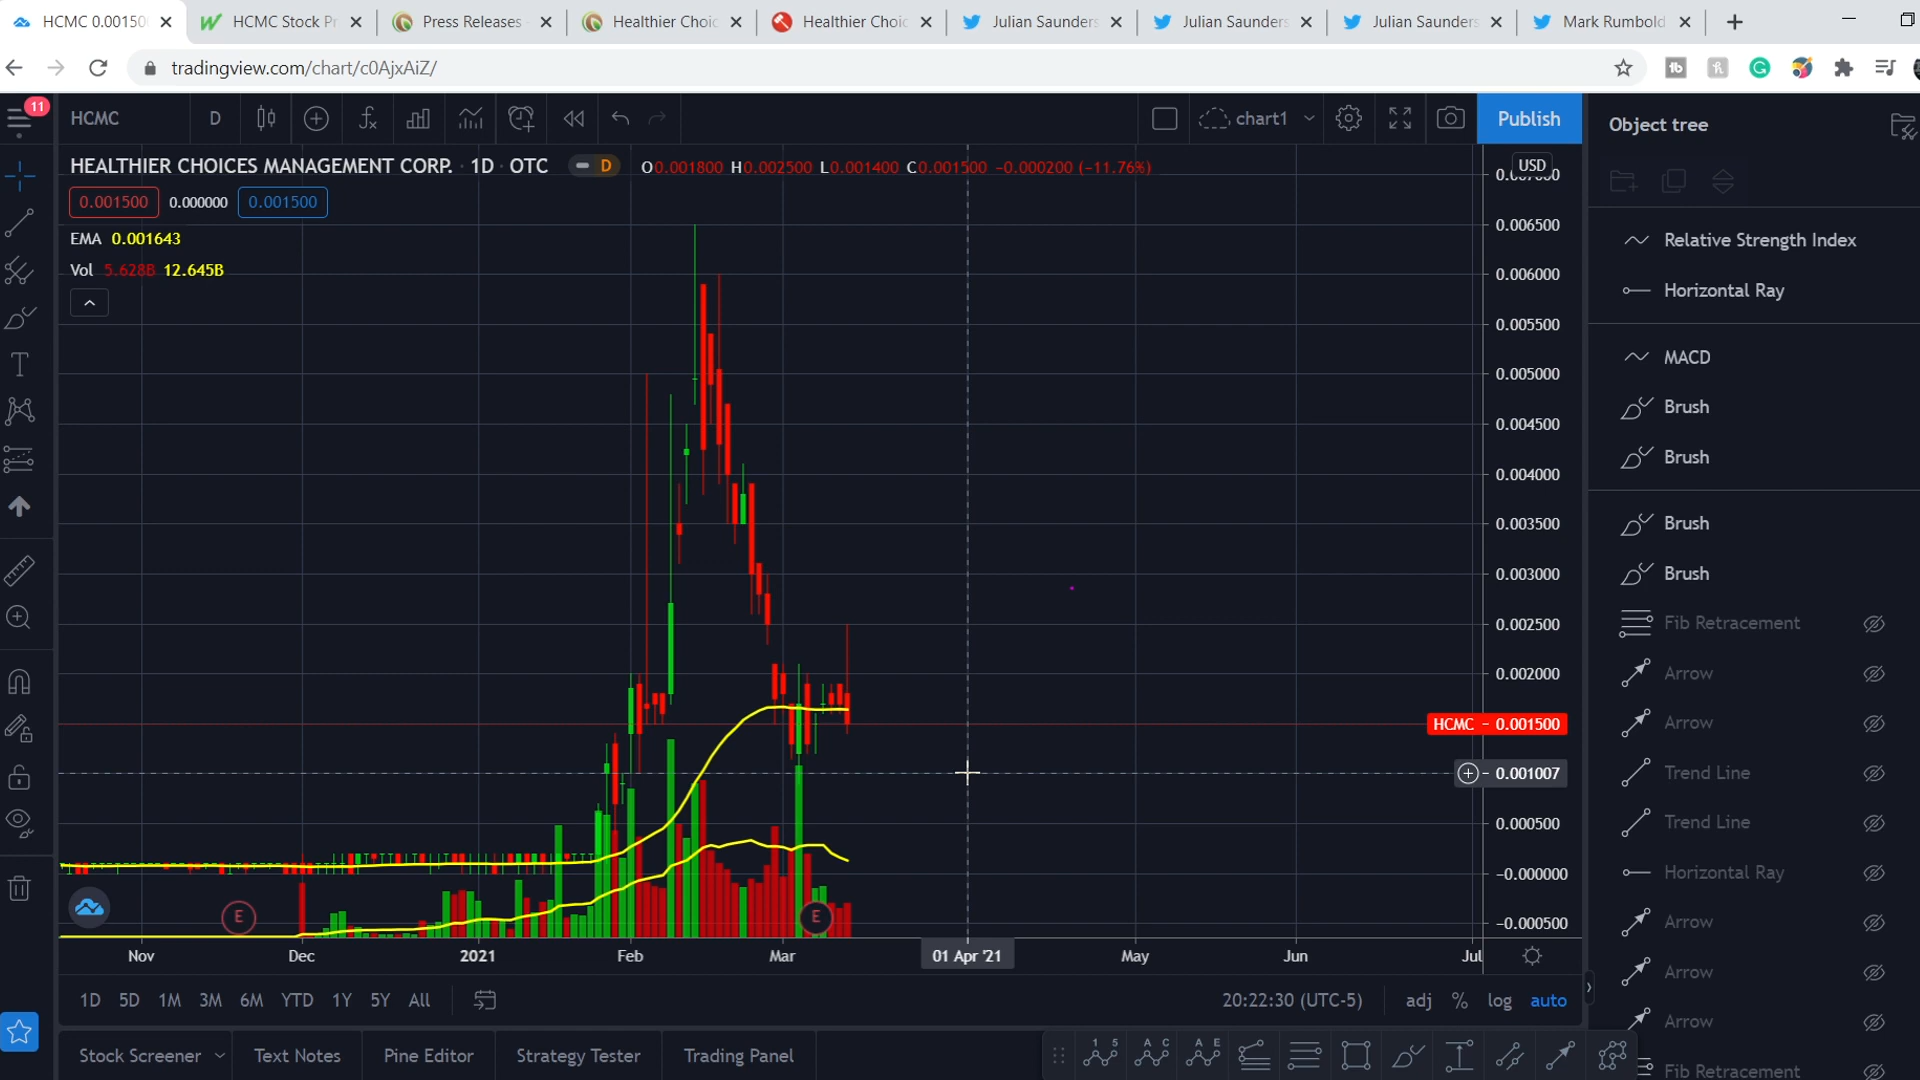 HCMC 0.00150
HCMC Stock Pr
Press Releases
Healthier Choic
Healthier Choic
Julian Saunders
Julian Saunders
Julian Saunders
Mark Rumbold
tradingview.com/chart/c0AjxAiZ/
11
HCMC
D
chart1
Publish
Object tree
HEALTHIER CHOICES MANAGEMENT CORP. · 1D · OTC
D
O0.001800 H0.002500 L0.001400 C0.001500 −0.000200 (−11.76%)
USD
0.001500
0.000000
0.001500
EMA 0.001643
Vol 5.628B 12.645B
0.006500
0.006000
0.005500
0.005000
0.004500
0.004000
0.003500
0.003000
0.002500
0.002000
HCMC − 0.001500
0.001007
0.000500
−0.000000
−0.000500
E
E
Nov
Dec
2021
Feb
Mar
01 Apr '21
May
Jun
Jul
1D
5D
1M
3M
6M
YTD
1Y
5Y
All
20:22:30 (UTC-5)
adj
%
log
auto
Stock Screener
Text Notes
Pine Editor
Strategy Tester
Trading Panel
Relative Strength Index
Horizontal Ray
MACD
Brush
Brush
Brush
Brush
Fib Retracement
Arrow
Arrow
Trend Line
Trend Line
Horizontal Ray
Arrow
Arrow
Arrow
Fib Retracement